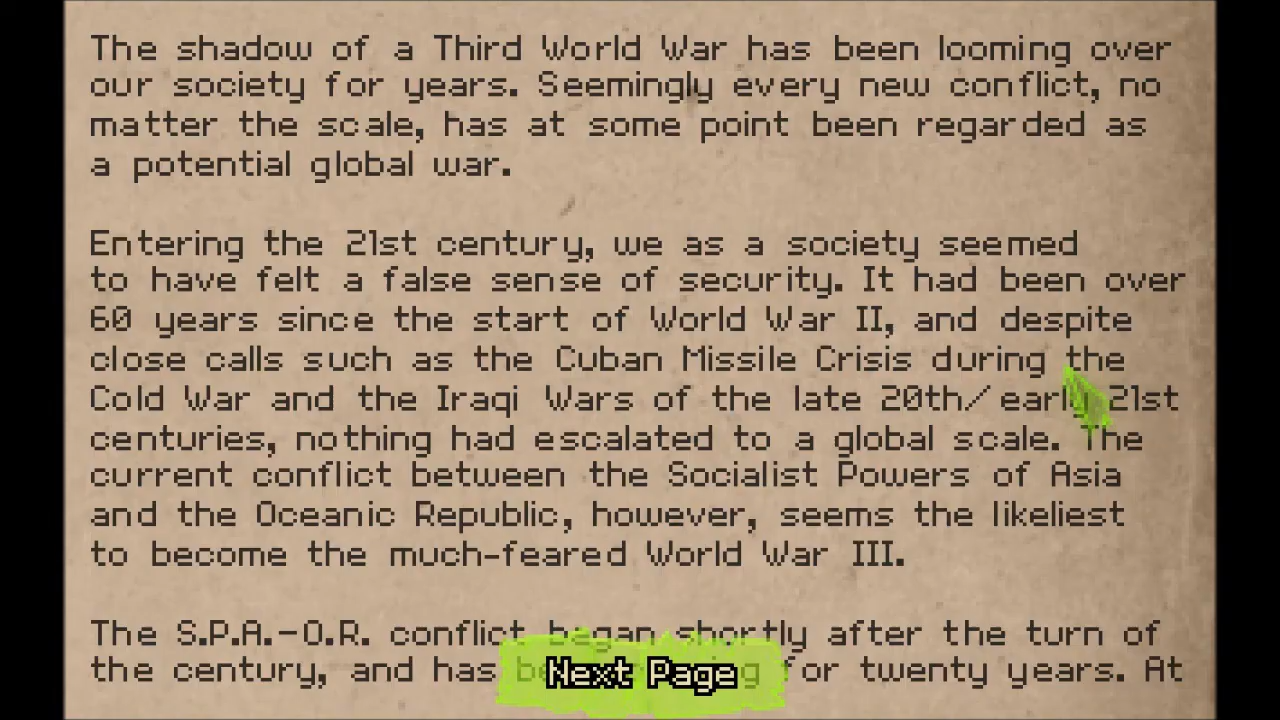 The shadow of a Third World War has been looming over
our society for years. Seemingly every new conflict, no
matter the scale, has at some point been regarded as
a potential global war.
Entering the 21st century, we as a society seemed
to have felt a false sense of security. It had been over
60 years since the start of World War II, and despite
close calls such as the Cuban Missile Crisis during the
Cold War and the Iraqi Wars of the late 20th/early 21st
centuries, nothing had escalated to a global scale. The
current conflict between the Socialist Powers of Asia
and the Oceanic Republic, however, seems the likeliest
to become the much-feared World War III.
The S.P.A.-O.R. conflict began shortly after the turn of
the century, and has for twenty years. At
Next Page